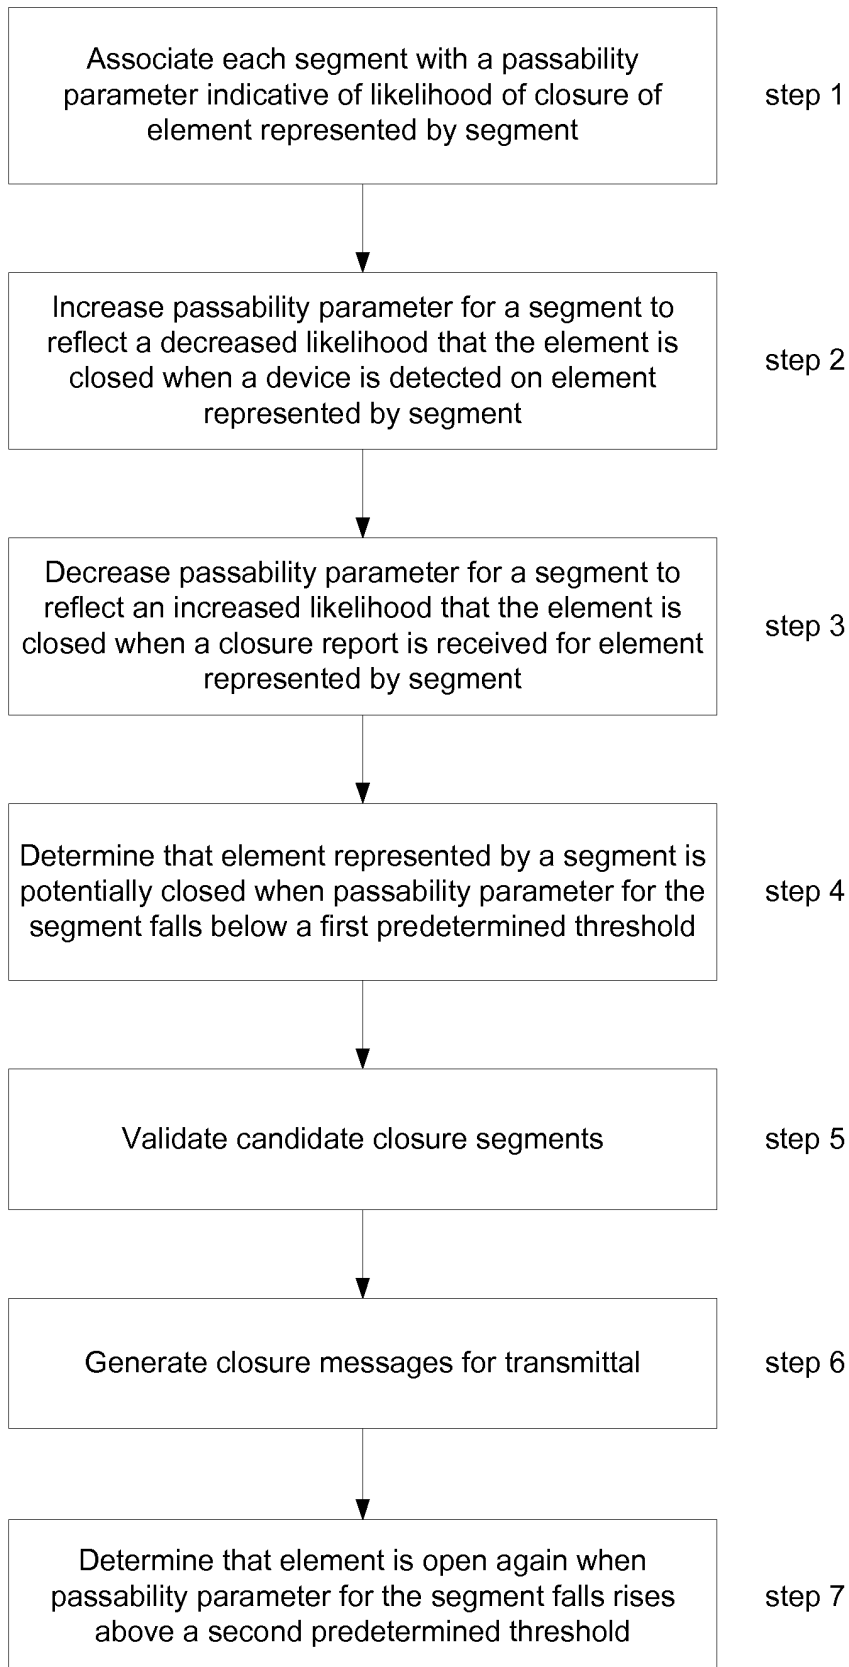 Associate each segment with a passability
parameter indicative of likelihood of closure of
element represented by segment
step 1
Increase passability parameter for a segment to
reflect a decreased likelihood that the element is
closed when a device is detected on element
represented by segment
step 2
Decrease passability parameter for a segment to
reflect an increased likelihood that the element is
closed when a closure report is received for element
represented by segment
step 3
Determine that element represented by a segment is
potentially closed when passability parameter for the
segment falls below a first predetermined threshold
step 4
Validate candidate closure segments
step 5
Generate closure messages for transmittal
step 6
Determine that element is open again when
passability parameter for the segment falls rises
above a second predetermined threshold
step 7